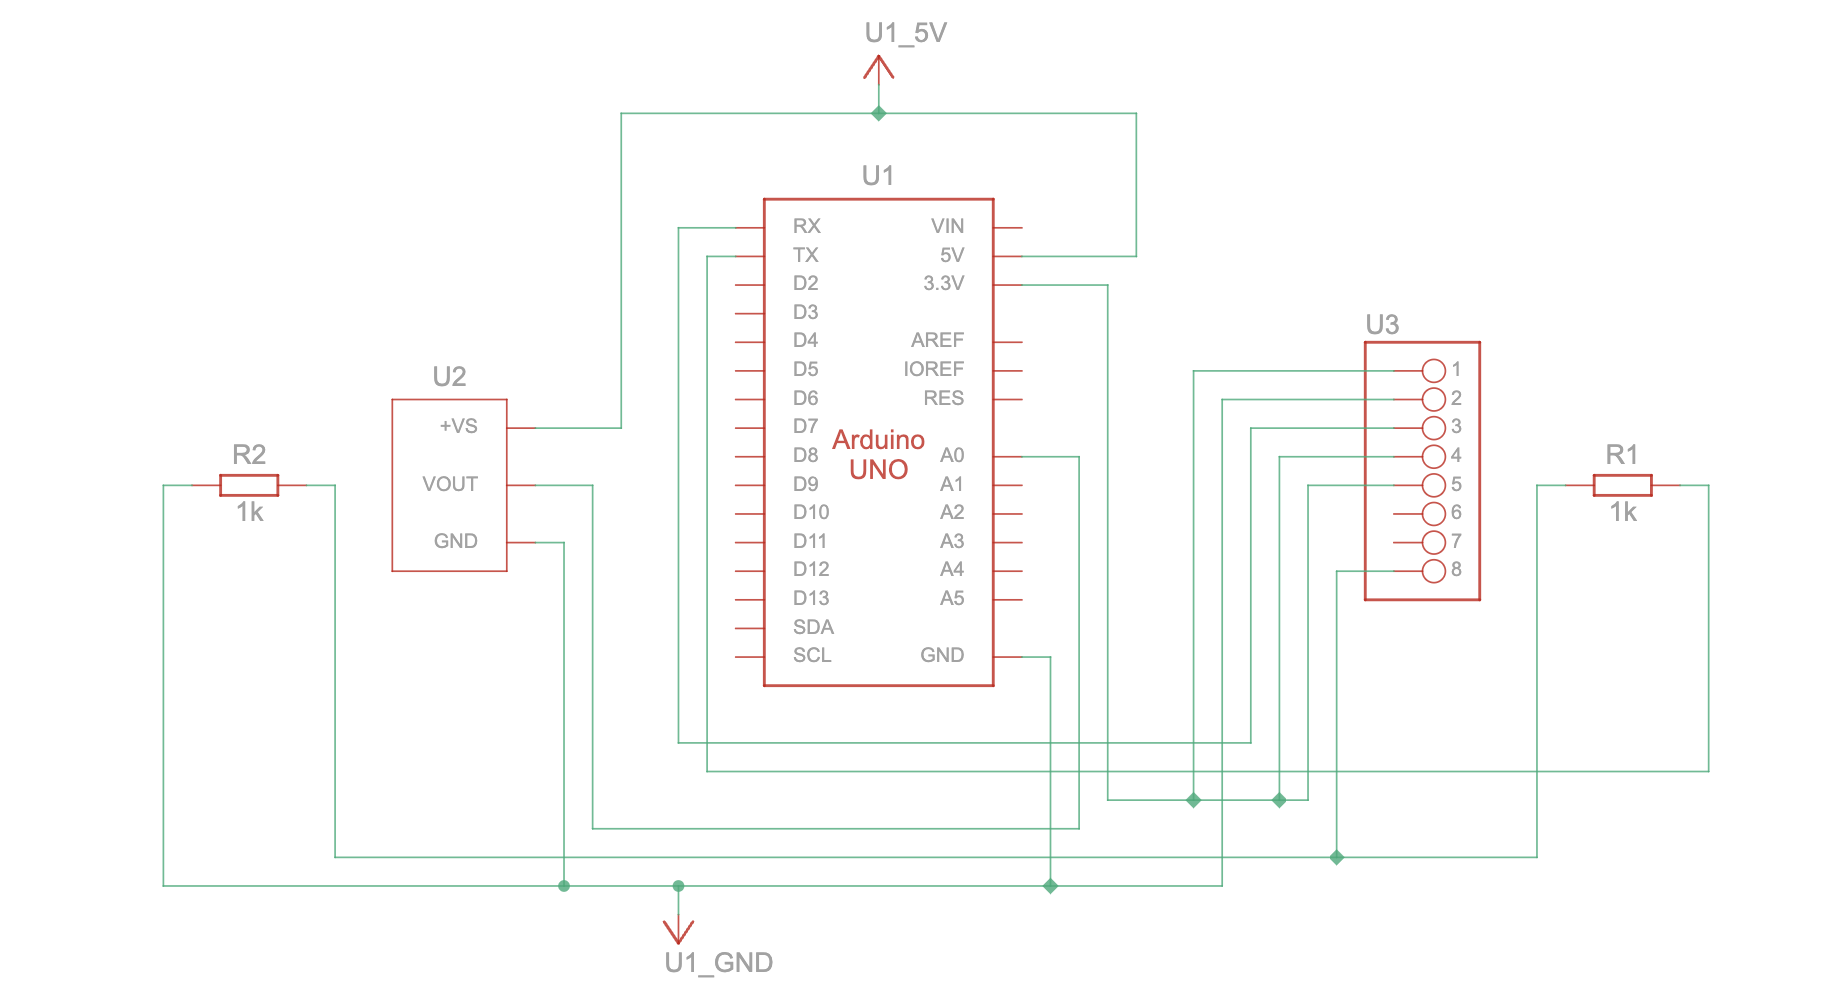 U1_5V
U1
RX
TX
D2
D3
D4
D5
D6
D7
D8
D9
D10
D11
D12
D13
SDA
SCL
VIN
5V
3.3V
AREF
IOREF
RES
A0
A1
A2
A3
A4
A5
GND
Arduino
UNO
U2
+VS
VOUT
GND
R2
1k
U3
1
2
3
4
5
6
7
8
R1
1k
U1_GND